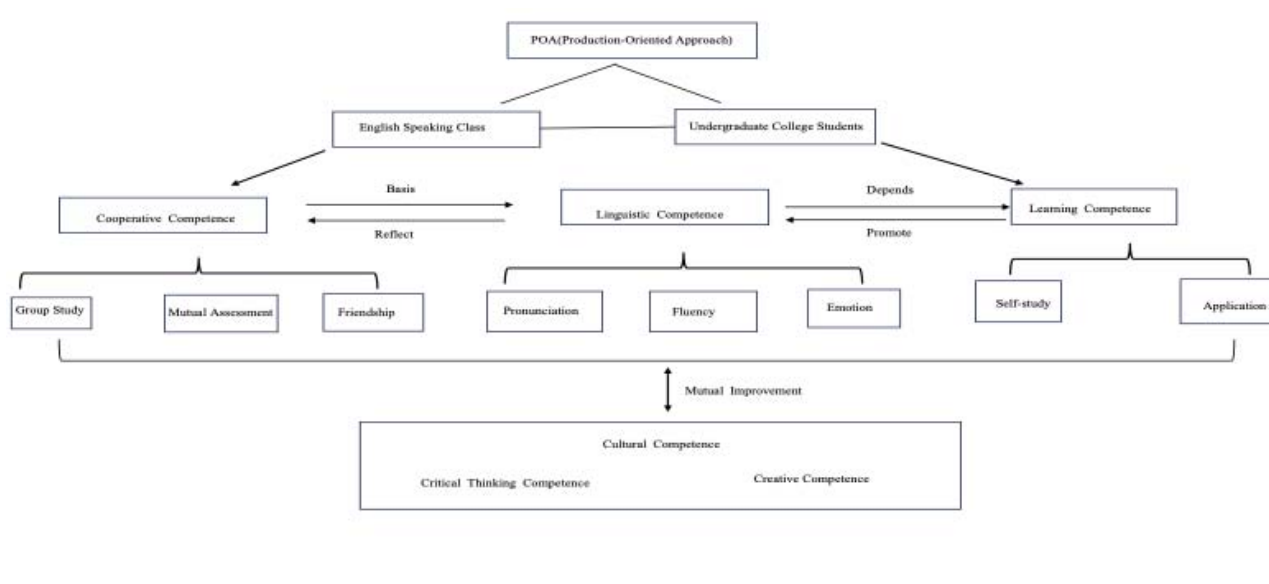 POA(Production-Oriented Approach)
English Speaking Class
Undergraduate College Students
Basis
Depends
Cooperative Competence
Linguistic Competence
Learning Competence
Reflect
Promote
Group Study
Mutual Assessment
Friendship
Pronunciation
Fluency
Emotion
Self-study
Application
Mutual Improvement
Cultural Competence
Critical Thinking Competence
Creative Competence